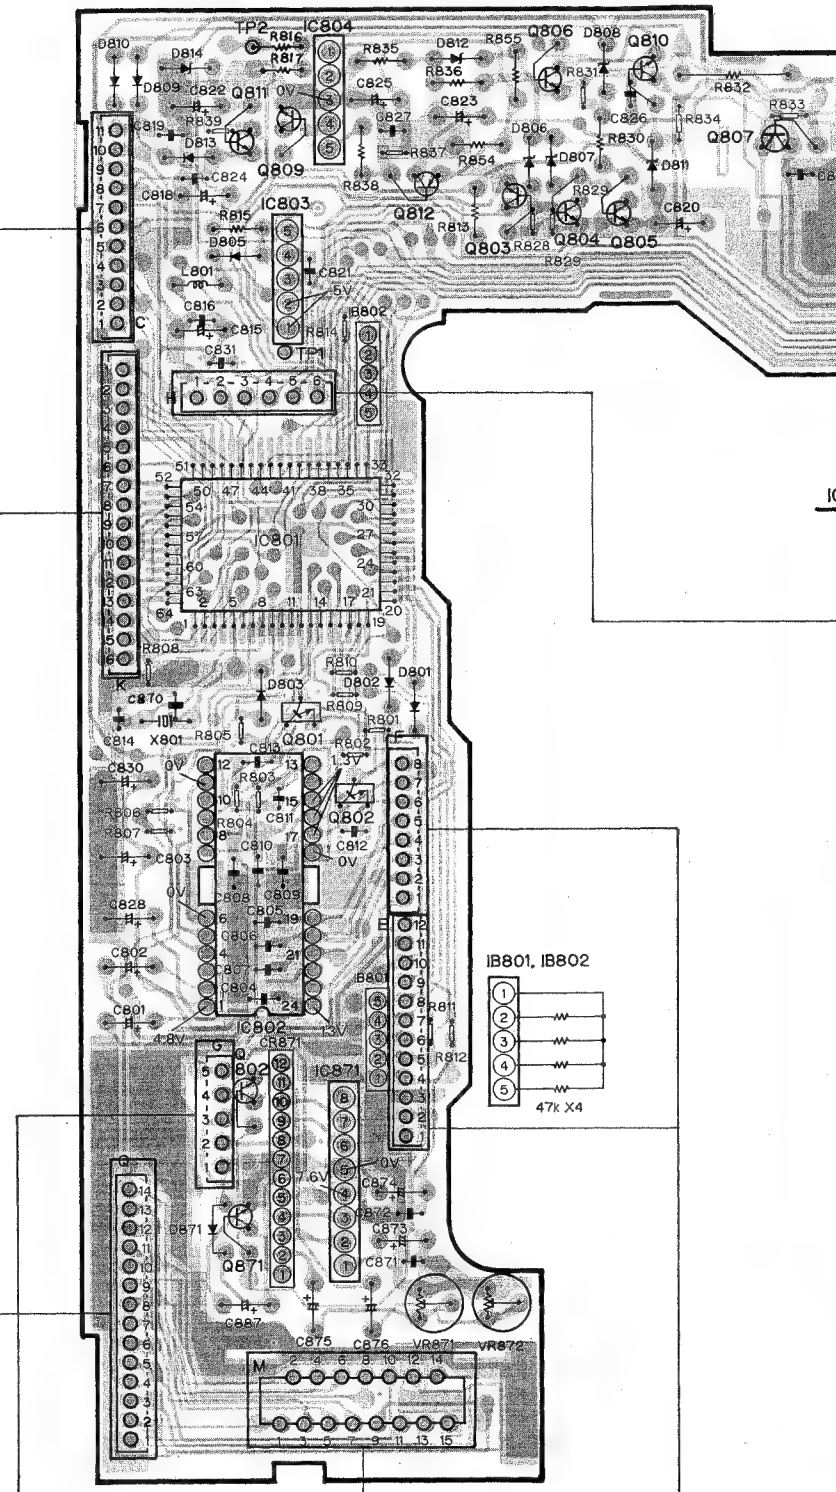 TP2 R816 IC804 R855 Q806 D808 Q810
D810 D814 R817 R835 D812
D809 C822 Q811 0V C825 R836 R831 R832
C819 R839 C827 C823 D806 C826 R834 R833
D813 R837 R854 R830 Q807
C824 Q809 R838 D807 D811
C818 IC803 Q812 R829 C820
R815 R813 Q803 R828 Q804 Q805
D805 R829
L801 C821
C816 5V IB802
C815 R814
C831 TP1
C
H 1 2 3 4 5 6
11
10
9
8
7
6
5
4
3
2
1
51 33
52 50 47 44 41 38 35 32
54 30
57 IC801 27
60 24
63 2 5 8 11 14 17 21
64 1 19 20
R808 R810
K D803 D802 D801
C870 R809
C814 X801 R805 Q801 R801
R802 F
C830 0V 12 C813 13 1.3V
R803
R806 10 C811 15
R804 Q802
R807 8 17
C803 C810 C812
0V
C808 C809
C828 0V 6 C805 19 E
C806
C802 4 21
C807 IB801
C804
C801 1 24 R811
4.8V IC802 13V R812
CR871
G Q802 IC871
IB801, IB802
1
2
3
4
5
47k X4
Q 7.6V 0V
C874
C872
D871 C873
Q871 C871
C887 C875 C876 VR871 VR872
M 2 4 6 8 10 12 14
1 3 5 7 9 11 13 15
14
13
12
11
10
9
8
7
6
5
4
3
2
1